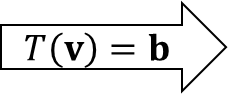 T(v) = b